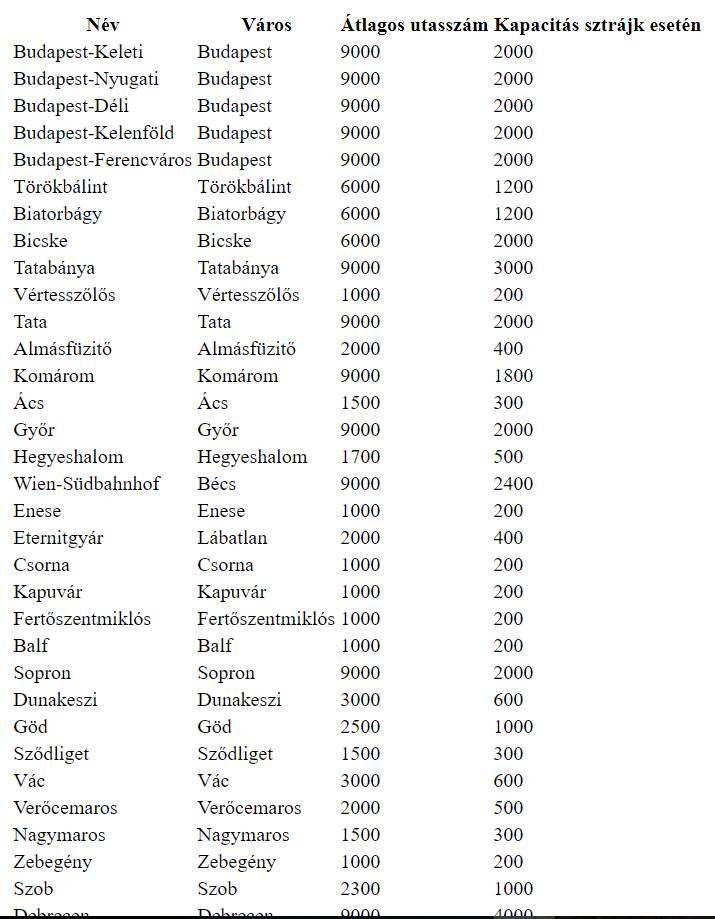 Név Város Átlagos utasszám Kapacitás sztrájk esetén
Budapest-Keleti Budapest 9000 2000
Budapest-Nyugati Budapest 9000 2000
Budapest-Déli Budapest 9000 2000
Budapest-Kelenföld Budapest 9000 2000
Budapest-Ferencváros Budapest 9000 2000
Törökbálint Törökbálint 6000 1200
Biatorbágy Biatorbágy 6000 1200
Bicske Bicske 6000 2000
Tatabánya Tatabánya 9000 3000
Vértesszőlős Vértesszőlős 1000 200
Tata Tata 9000 2000
Almásfüzitő Almásfüzitő 2000 400
Komárom Komárom 9000 1800
Ács Ács 1500 300
Győr Győr 9000 2000
Hegyeshalom Hegyeshalom 1700 500
Wien-Südbahnhof Bécs 9000 2400
Enese Enese 1000 200
Eternitgyár Lábatlan 2000 400
Csorna Csorna 1000 200
Kapuvár Kapuvár 1000 200
Fertőszentmiklós Fertőszentmiklós 1000 200
Balf Balf 1000 200
Sopron Sopron 9000 2000
Dunakeszi Dunakeszi 3000 600
Göd Göd 2500 1000
Sződliget Sződliget 1500 300
Vác Vác 3000 600
Verőcemaros Verőcemaros 2000 500
Nagymaros Nagymaros 1500 300
Zebegény Zebegény 1000 200
Szob Szob 2300 1000
Debrecen Debrecen 9000 4000